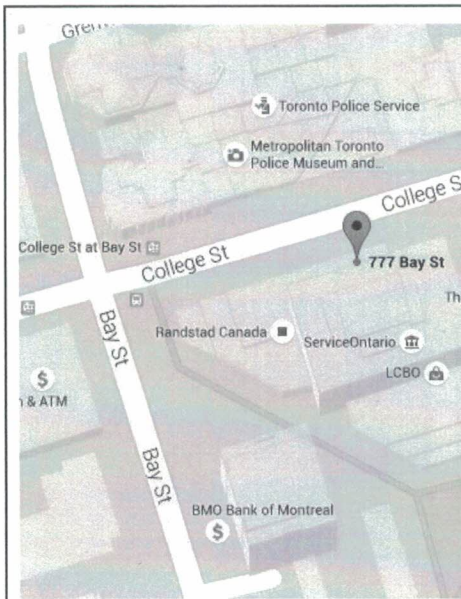 Toronto Police Service
Metropolitan Toronto
Police Museum and...
College S
College St at Bay St
College St
777 Bay St
Th
Bay St
Randstad Canada
ServiceOntario
LCBO
$
& ATM
Bay St
BMO Bank of Montreal
$